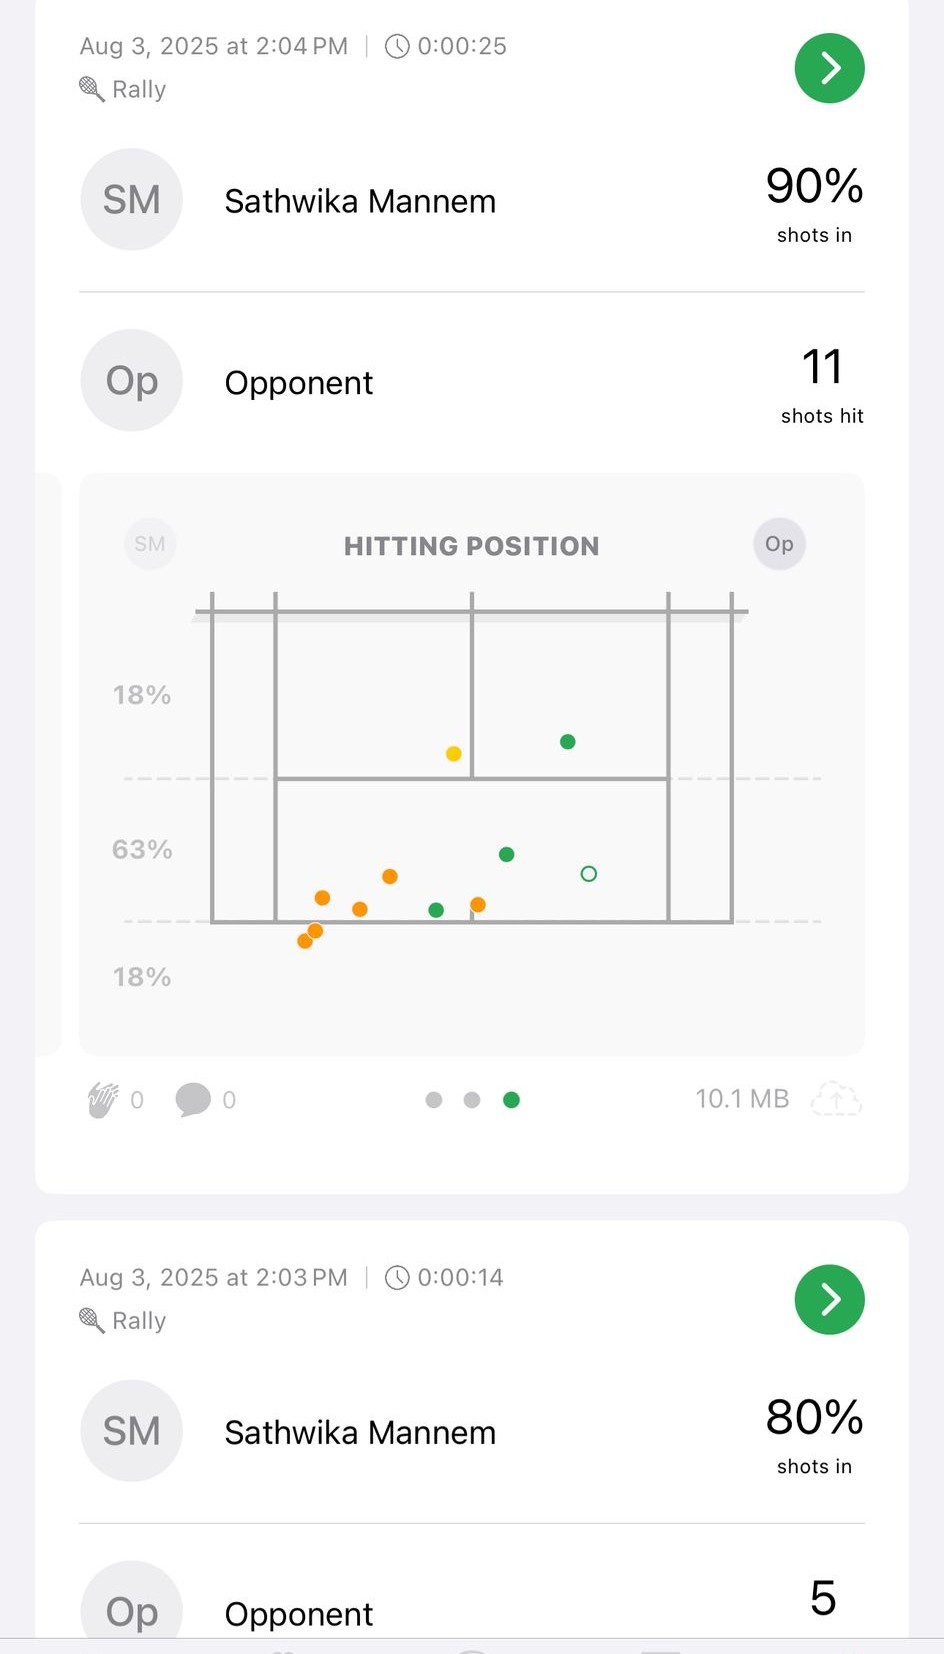 Aug 3, 2025 at 2:04 PM | 0:00:25
Rally
SM Sathwika Mannem 90%
shots in
Op Opponent 11
shots hit
SM HITTING POSITION Op
18%
63%
18%
0 0 10.1 MB
Aug 3, 2025 at 2:03 PM | 0:00:14
Rally
SM Sathwika Mannem 80%
shots in
Op Opponent 5